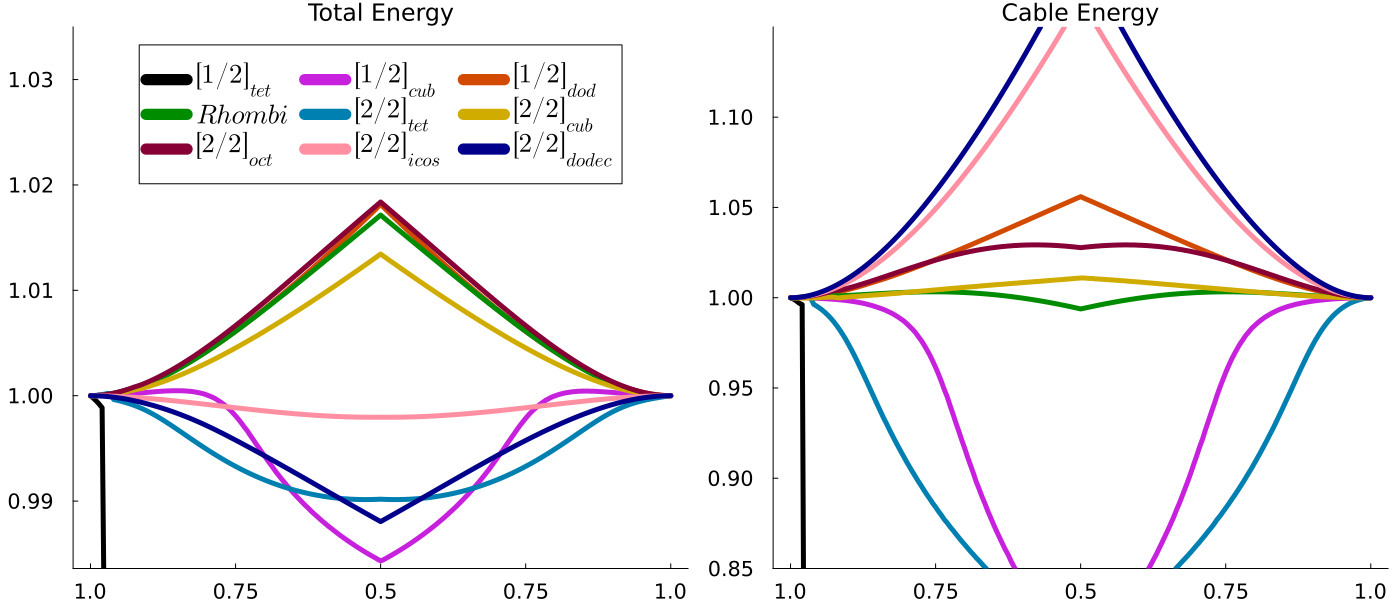 Total Energy
1.03
1.02
1.01
1.00
0.99
1.0 0.75 0.5 0.75 1.0
[1/2]tet [1/2]cub [1/2]dod
Rhombi [2/2]tet [2/2]cub
[2/2]oct [2/2]icos [2/2]dodec
Cable Energy
1.10
1.05
1.00
0.95
0.90
0.85
1.0 0.75 0.5 0.75 1.0